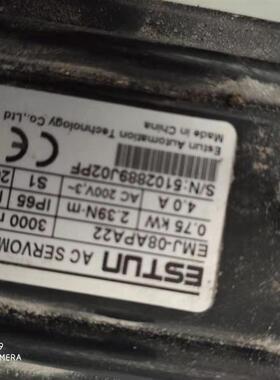 ESTUN AC SERVOM
EMJ-08APA22 3000
0.75 kW 2.39N·m IP65
4.0 A AC 200V,3~ S1
S/N:5102889J02PF
CE
Estun Automation Technology Co.,Ltd
Made in China